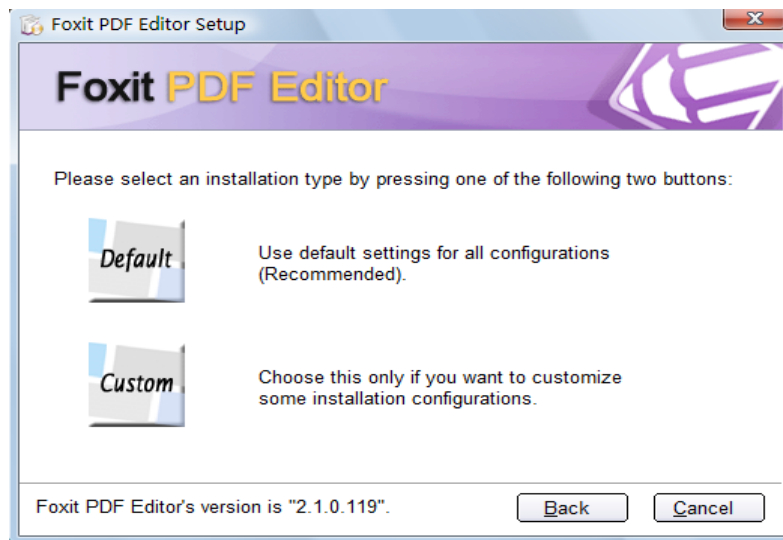 Foxit PDF Editor Setup
Foxit PDF Editor
Please select an installation type by pressing one of the following two buttons:
Default
Use default settings for all configurations
(Recommended).
Custom
Choose this only if you want to customize
some installation configurations.
Foxit PDF Editor's version is "2.1.0.119".
Back
Cancel